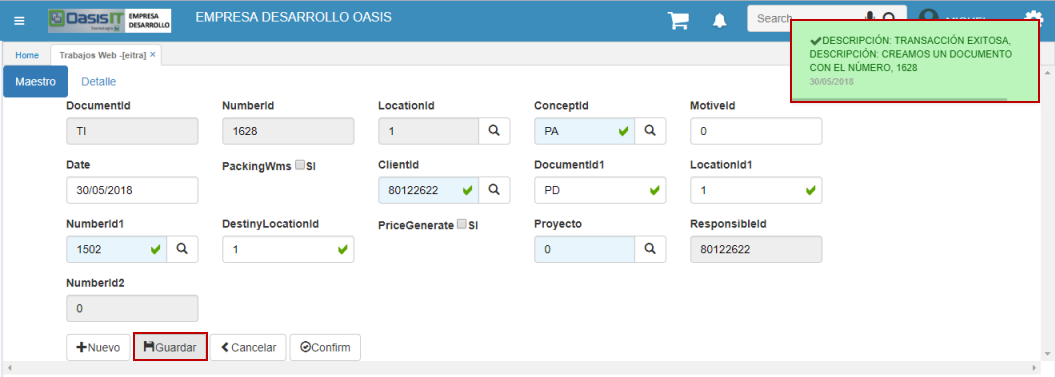 OasisIT EMPRESA DESARROLLO
EMPRESA DESARROLLO OASIS
Search
✔DESCRIPCIÓN: TRANSACCIÓN EXITOSA,
DESCRIPCIÓN: CREAMOS UN DOCUMENTO
CON EL NÚMERO, 1628
30/05/2018
Home Trabajos Web -[eitra] ×
Maestro Detalle
DocumentId NumberId LocationId ConceptId MotiveId
TI 1628 1 PA 0
Date PackingWms SI ClientId DocumentId1 LocationId1
30/05/2018 80122622 PD 1
NumberId1 DestinyLocationId PriceGenerate SI Proyecto ResponsibleId
1502 1 0 80122622
NumberId2
0
Nuevo Guardar Cancelar Confirm